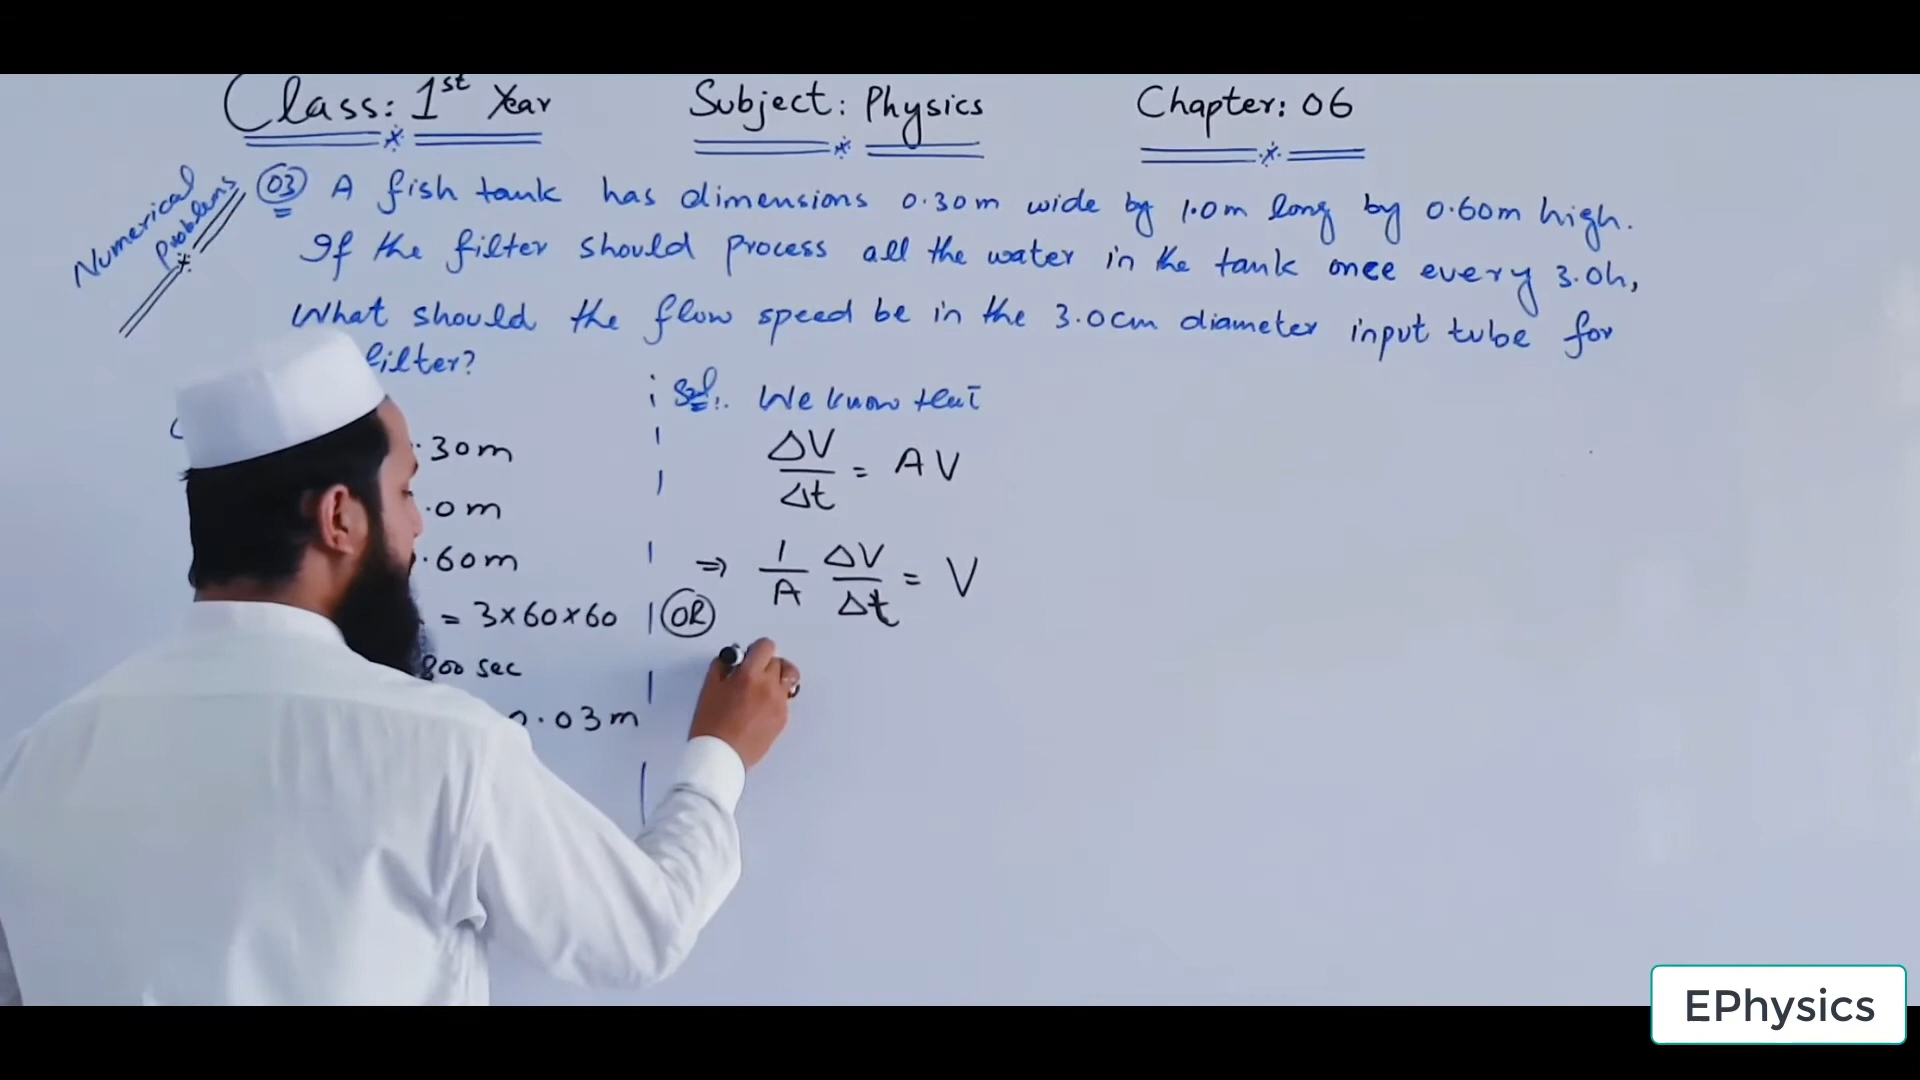 Class: 1st Year Subject: Physics Chapter: 06
Numerical Problems
03 A fish tank has dimensions 0.30m wide by 1.0m long by 0.60m high.
If the filter should process all the water in the tank once every 3.0h,
What should the flow speed be in the 3.0cm diameter input tube for
filter?
Sol: We know that
.30m
ΔV/Δt = AV
.0m
.60m
⇒ 1/A ΔV/Δt = V
= 3×60×60
OR
800 sec
0.03m
EPhysics